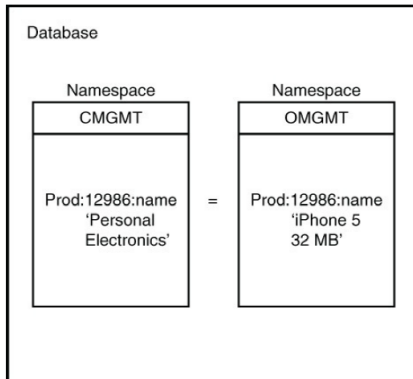 Database
Namespace
CMGMT
Prod:12986:name
‘Personal
Electronics’
=
Namespace
OMGMT
Prod:12986:name
‘iPhone 5
32 MB’